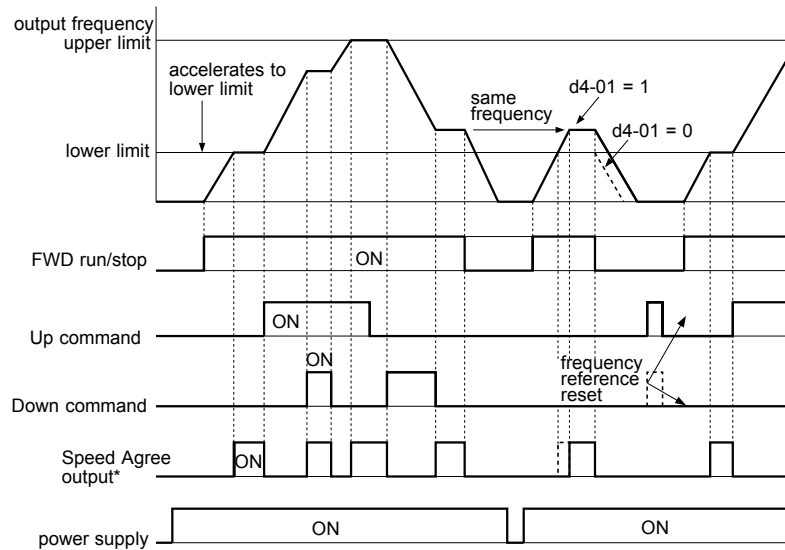 output frequency
upper limit
accelerates to
lower limit
same
frequency
d4-01 = 1
d4-01 = 0
lower limit
FWD run/stop
ON
Up command
ON
ON
frequency
reference
reset
Down command
Speed Agree
output*
ON
power supply
ON
ON